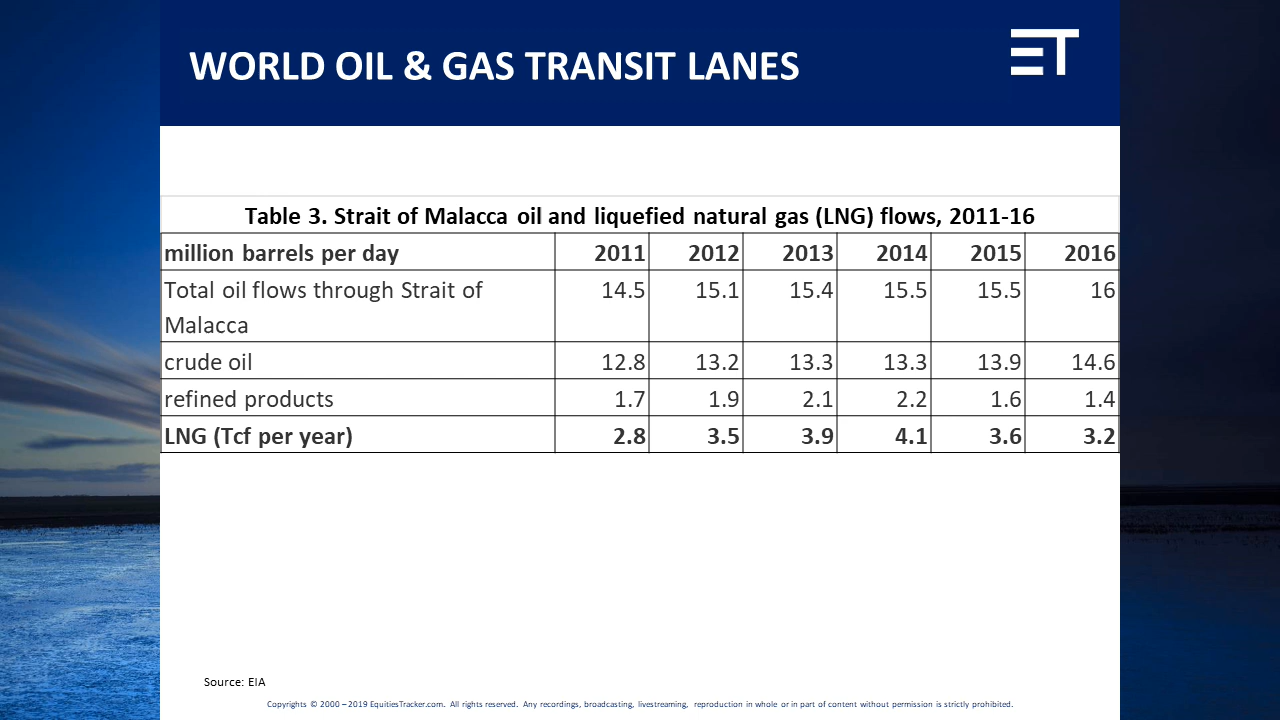 WORLD OIL & GAS TRANSIT LANES
ET
Table 3. Strait of Malacca oil and liquefied natural gas (LNG) flows, 2011-16
million barrels per day 2011 2012 2013 2014 2015 2016
Total oil flows through Strait of 14.5 15.1 15.4 15.5 15.5 16
Malacca
crude oil 12.8 13.2 13.3 13.3 13.9 14.6
refined products 1.7 1.9 2.1 2.2 1.6 1.4
LNG (Tcf per year) 2.8 3.5 3.9 4.1 3.6 3.2
Source: EIA
Copyrights © 2000 – 2019 EquitiesTracker.com. All rights reserved. Any recordings, broadcasting, livestreaming, reproduction in whole or in part of content without permission is strictly prohibited.